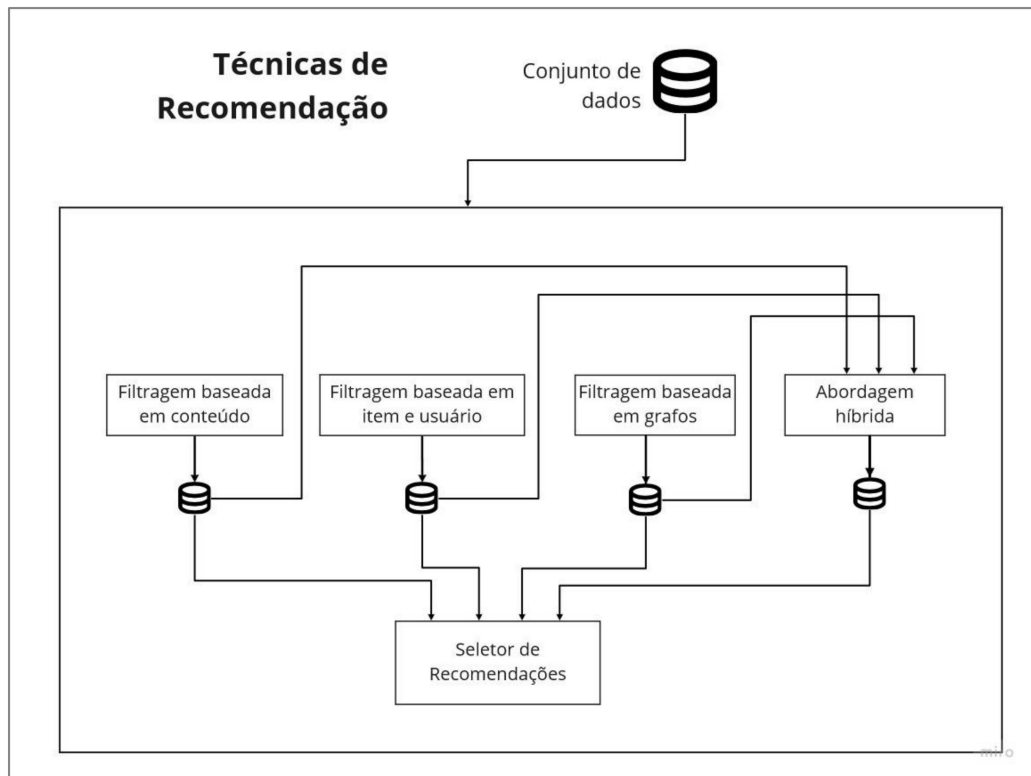 Técnicas de
Recomendação
Conjunto de
dados
Filtragem baseada
em conteúdo
Filtragem baseada em
item e usuário
Filtragem baseada
em grafos
Abordagem
híbrida
Seletor de
Recomendações
miro